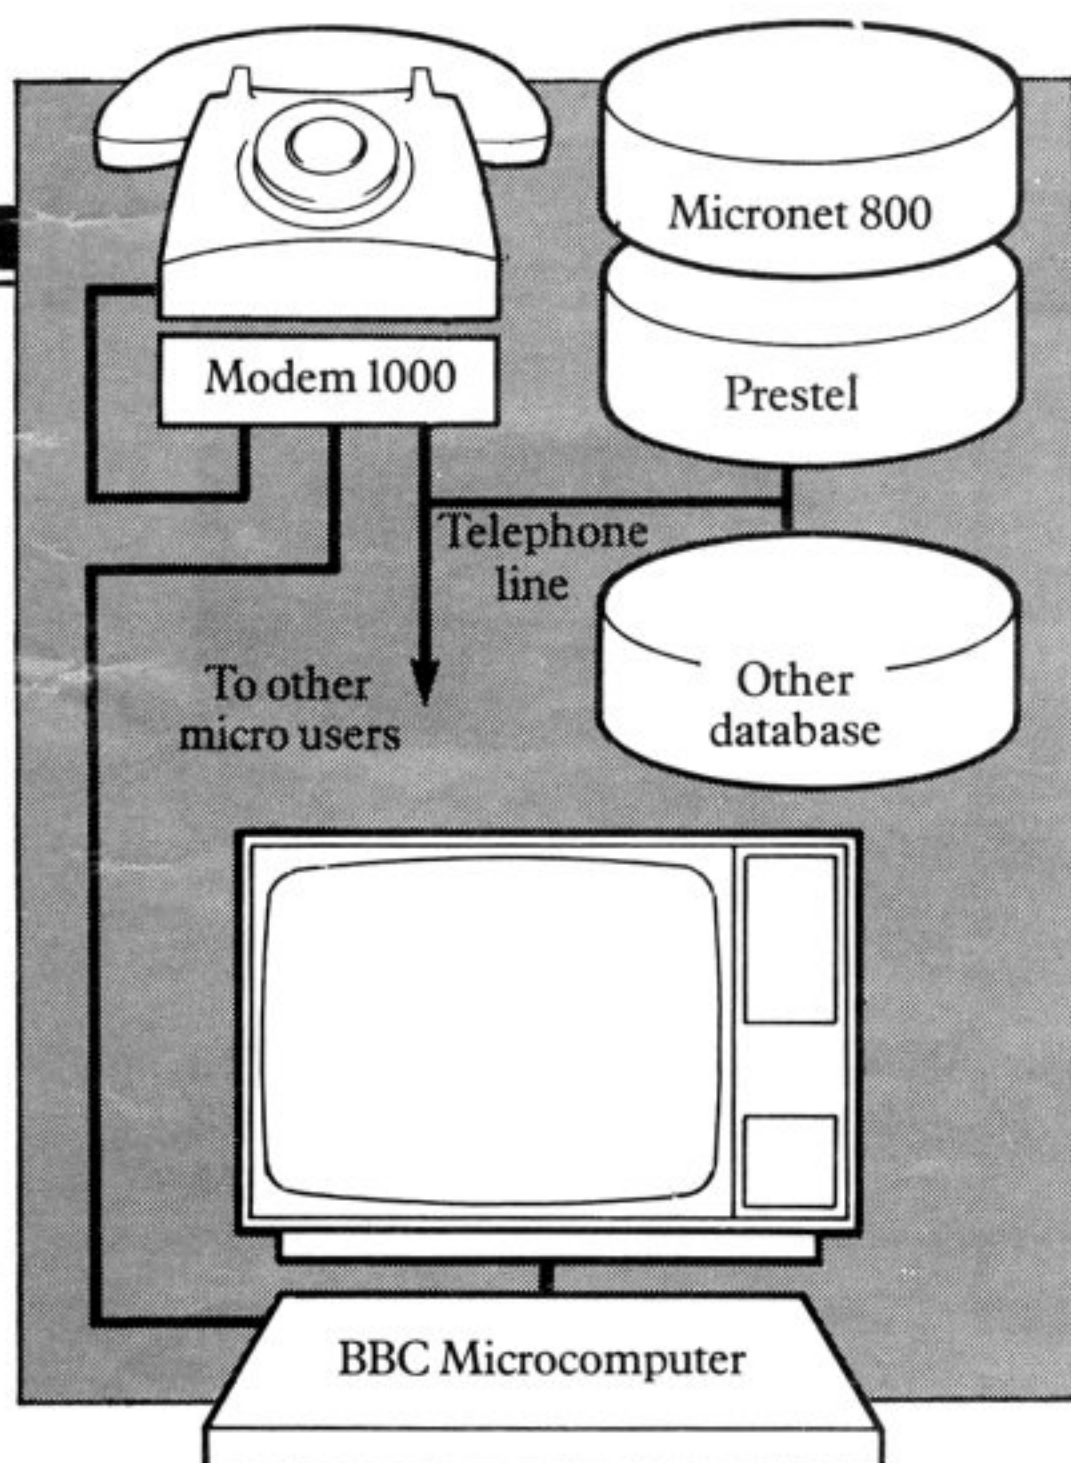 Micronet 800
Modem 1000
Prestel
Telephone
line
To other
micro users
Other
database
BBC Microcomputer